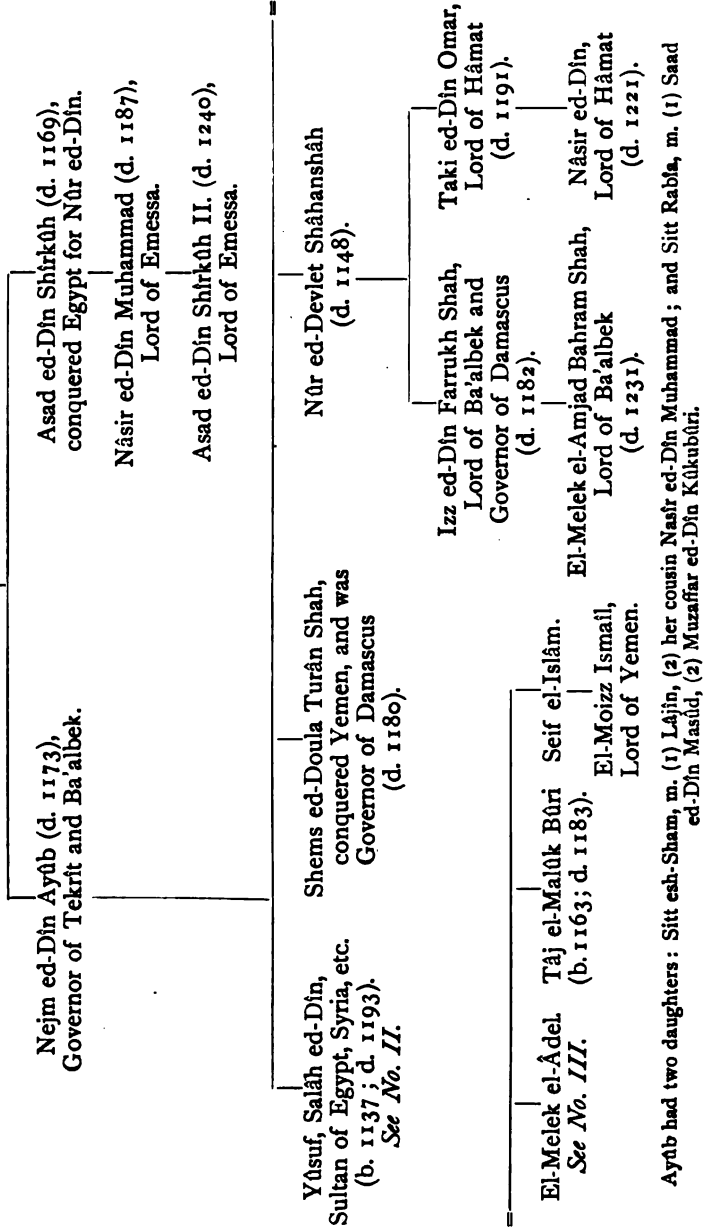 Nejm ed-Dîn Ayûb (d. 1173),
Governor of Tekrît and Ba'albek.
Asad ed-Dîn Shîrkûh (d. 1169),
conquered Egypt for Nûr ed-Dîn.
Nâsir ed-Dîn Muhammad (d. 1187),
Lord of Emessa.
Asad ed-Dîn Shîrkûh II. (d. 1240),
Lord of Emessa.
Yûsuf, Salâh ed-Dîn,
Sultan of Egypt, Syria, etc.
(b. 1137 ; d. 1193).
See No. II.
Shems ed-Doula Turân Shah,
conquered Yemen, and was
Governor of Damascus
(d. 1180).
Nûr ed-Devlet Shâhanshâh
(d. 1148).
Izz ed-Dîn Farrukh Shah,
Lord of Ba'albek and
Governor of Damascus
(d. 1182).
Taki ed-Dîn Omar,
Lord of Hâmat
(d. 1191).
El-Melek el-Amjad Bahram Shah,
Lord of Ba'albek
(d. 1231).
Nâsir ed-Dîn,
Lord of Hâmat
(d. 1221).
El-Melek el-Âdel.
See No. III.
Tâj el-Malûk Bûri
(b. 1163 ; d. 1183).
Seif el-Islâm.
El-Moizz Ismaîl,
Lord of Yemen.
Ayûb had two daughters : Sitt esh-Sham, m. (1) Lâjîn, (2) her cousin Nasîr ed-Dîn Muhammad ; and Sitt Rabîa, m. (1) Saad
ed-Dîn Masûd, (2) Muzaffar ed-Dîn Kûkubûri.